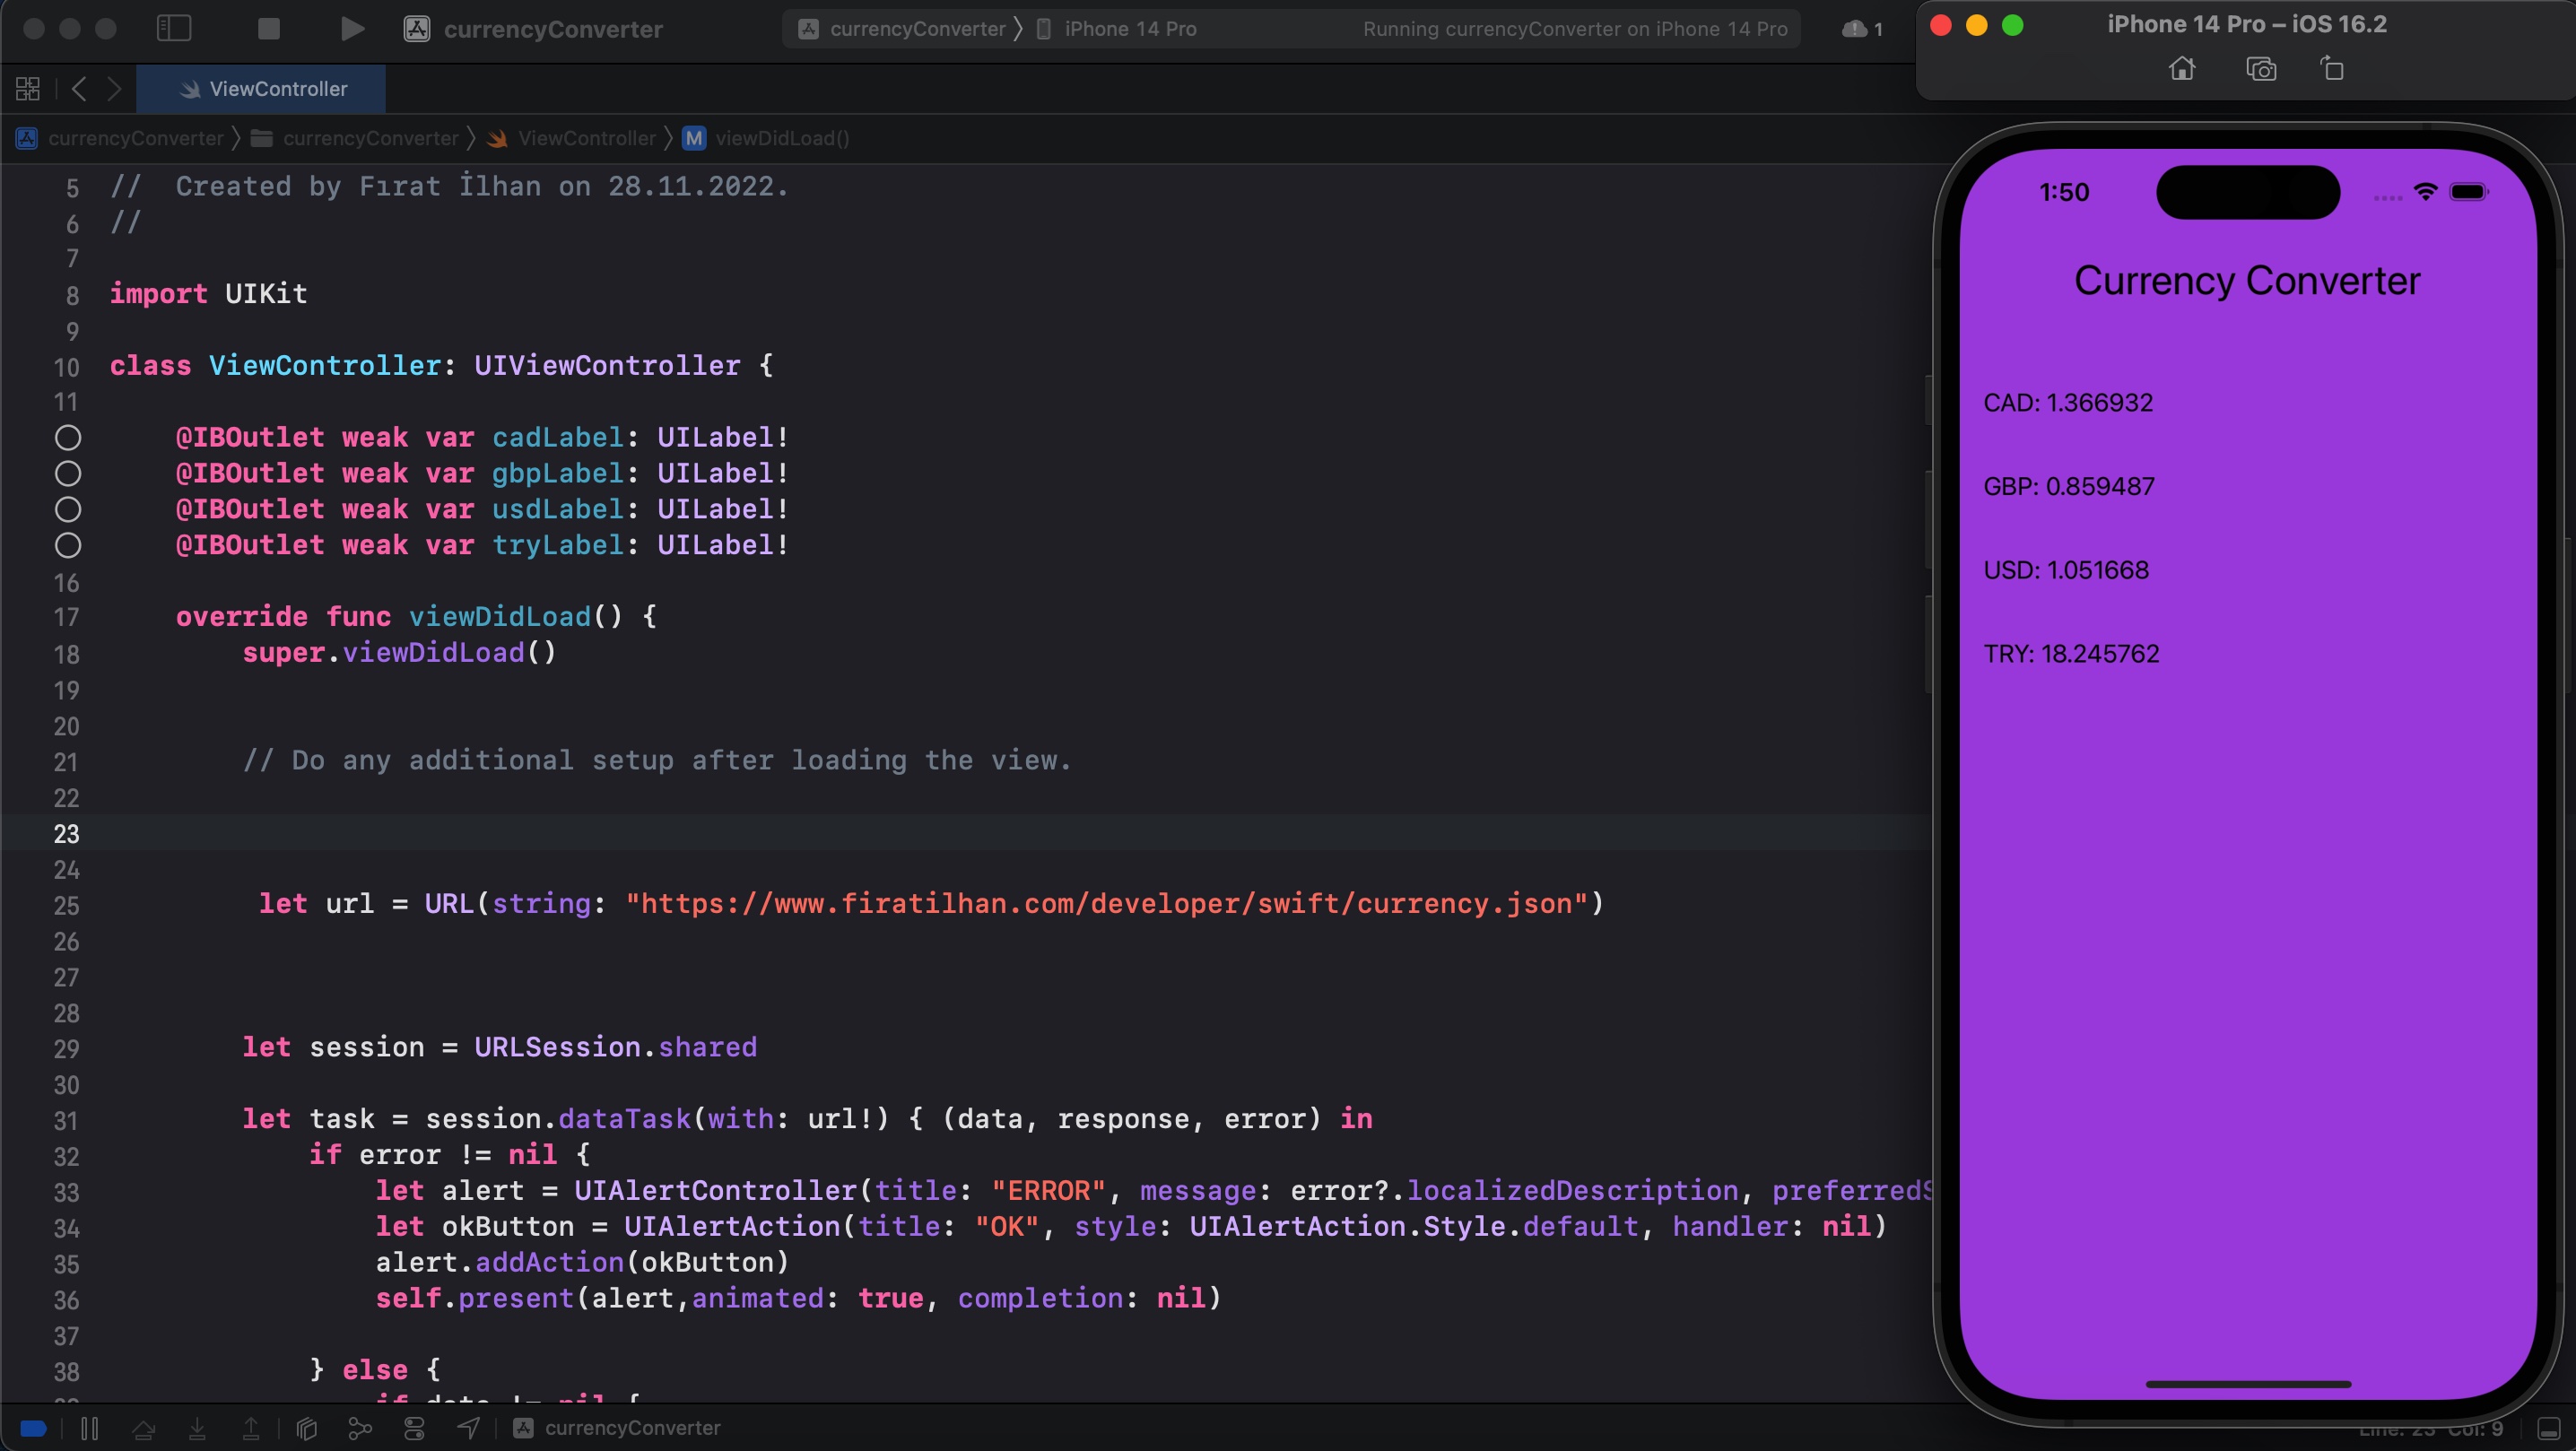 currencyConverter
currencyConverter 〉 iPhone 14 Pro
Running currencyConverter on iPhone 14 Pro
1
ViewController
currencyConverter 〉 currencyConverter 〉 ViewController 〉 M viewDidLoad()
5 //  Created by Fırat İlhan on 28.11.2022.
6 //
7
8 import UIKit
9
10 class ViewController: UIViewController {
11
@IBOutlet weak var cadLabel: UILabel!
@IBOutlet weak var gbpLabel: UILabel!
@IBOutlet weak var usdLabel: UILabel!
@IBOutlet weak var tryLabel: UILabel!
16
17 override func viewDidLoad() {
18 super.viewDidLoad()
19
20
21 // Do any additional setup after loading the view.
22
23
24
25 let url = URL(string: "https://www.firatilhan.com/developer/swift/currency.json")
26
27
28
29 let session = URLSession.shared
30
31 let task = session.dataTask(with: url!) { (data, response, error) in
32 if error != nil {
33 let alert = UIAlertController(title: "ERROR", message: error?.localizedDescription, preferredS
34 let okButton = UIAlertAction(title: "OK", style: UIAlertAction.Style.default, handler: nil)
35 alert.addAction(okButton)
36 self.present(alert,animated: true, completion: nil)
37
38 } else {
currencyConverter
Line: 23 Col: 9
iPhone 14 Pro – iOS 16.2
1:50
Currency Converter
CAD: 1.366932
GBP: 0.859487
USD: 1.051668
TRY: 18.245762